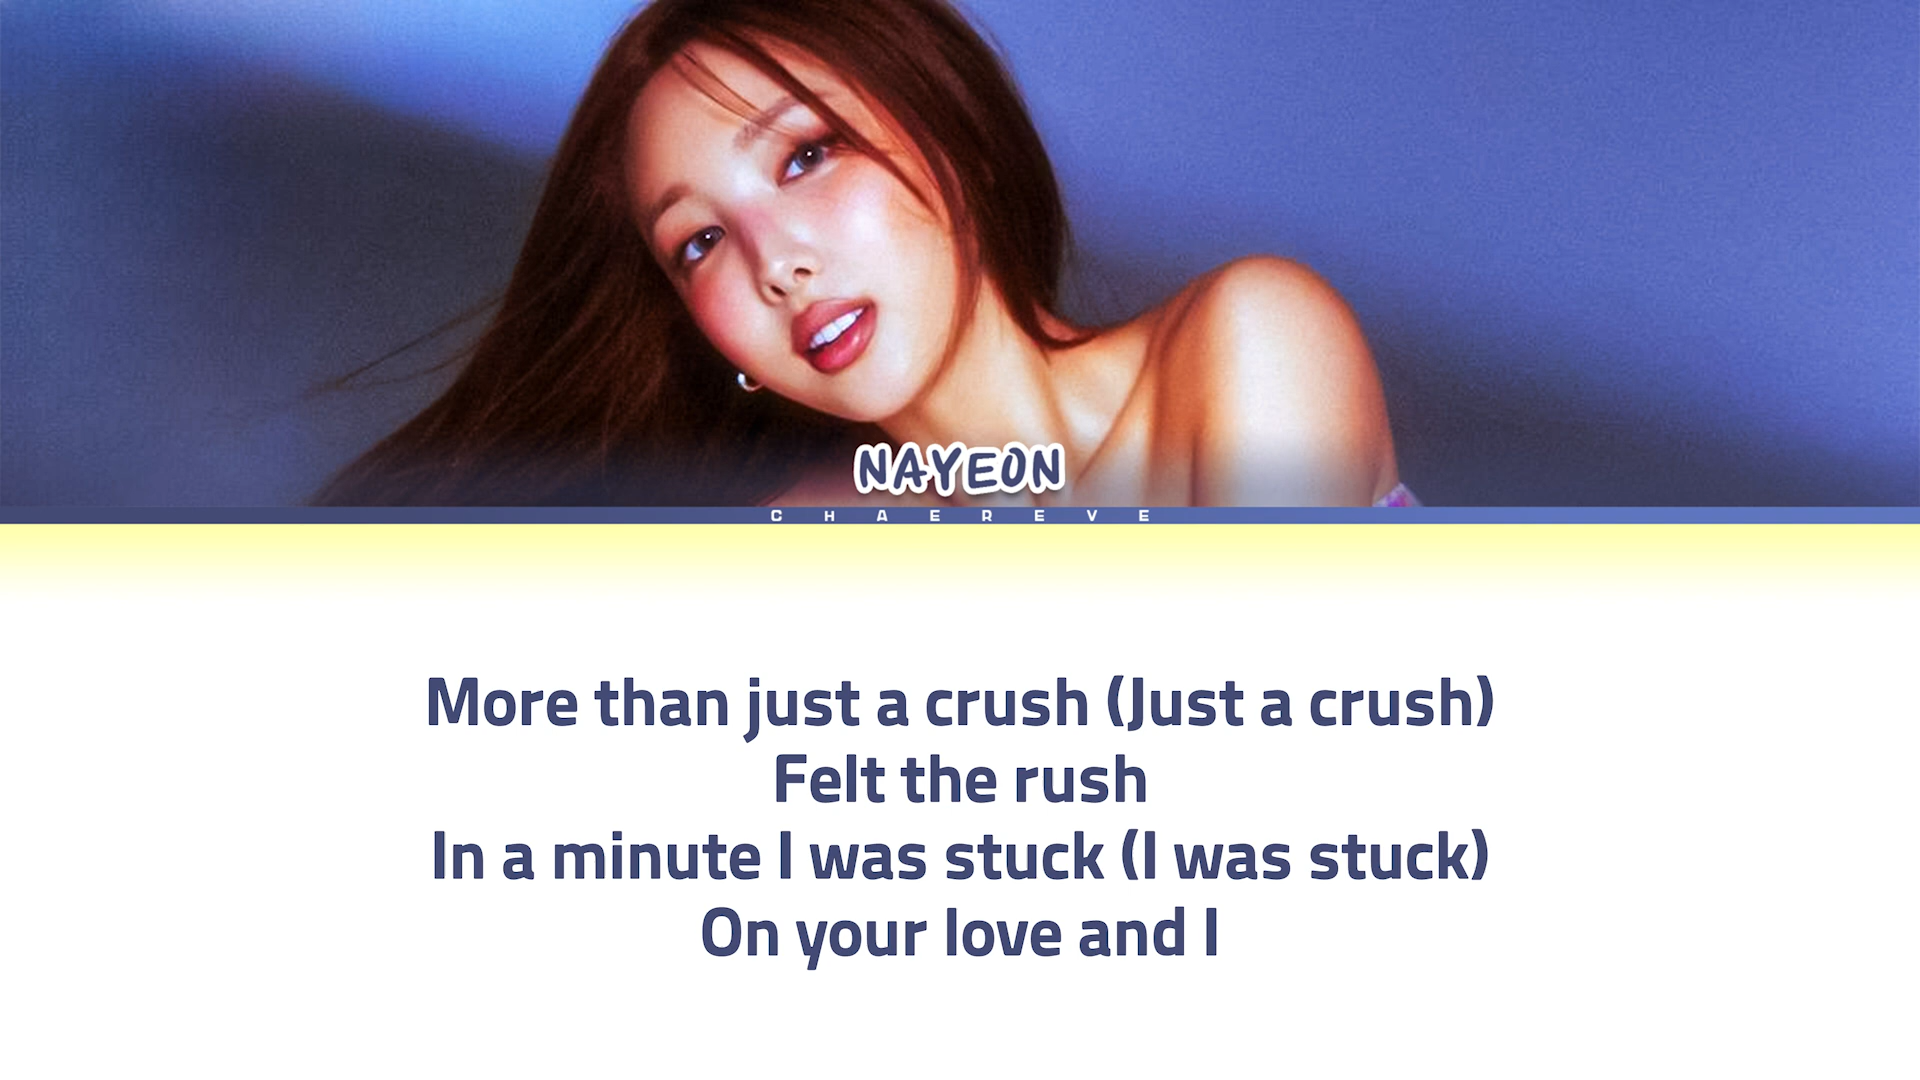 NAYEON
CHAEREVE
More than just a crush (Just a crush)
Felt the rush
In a minute I was stuck (I was stuck)
On your love and I